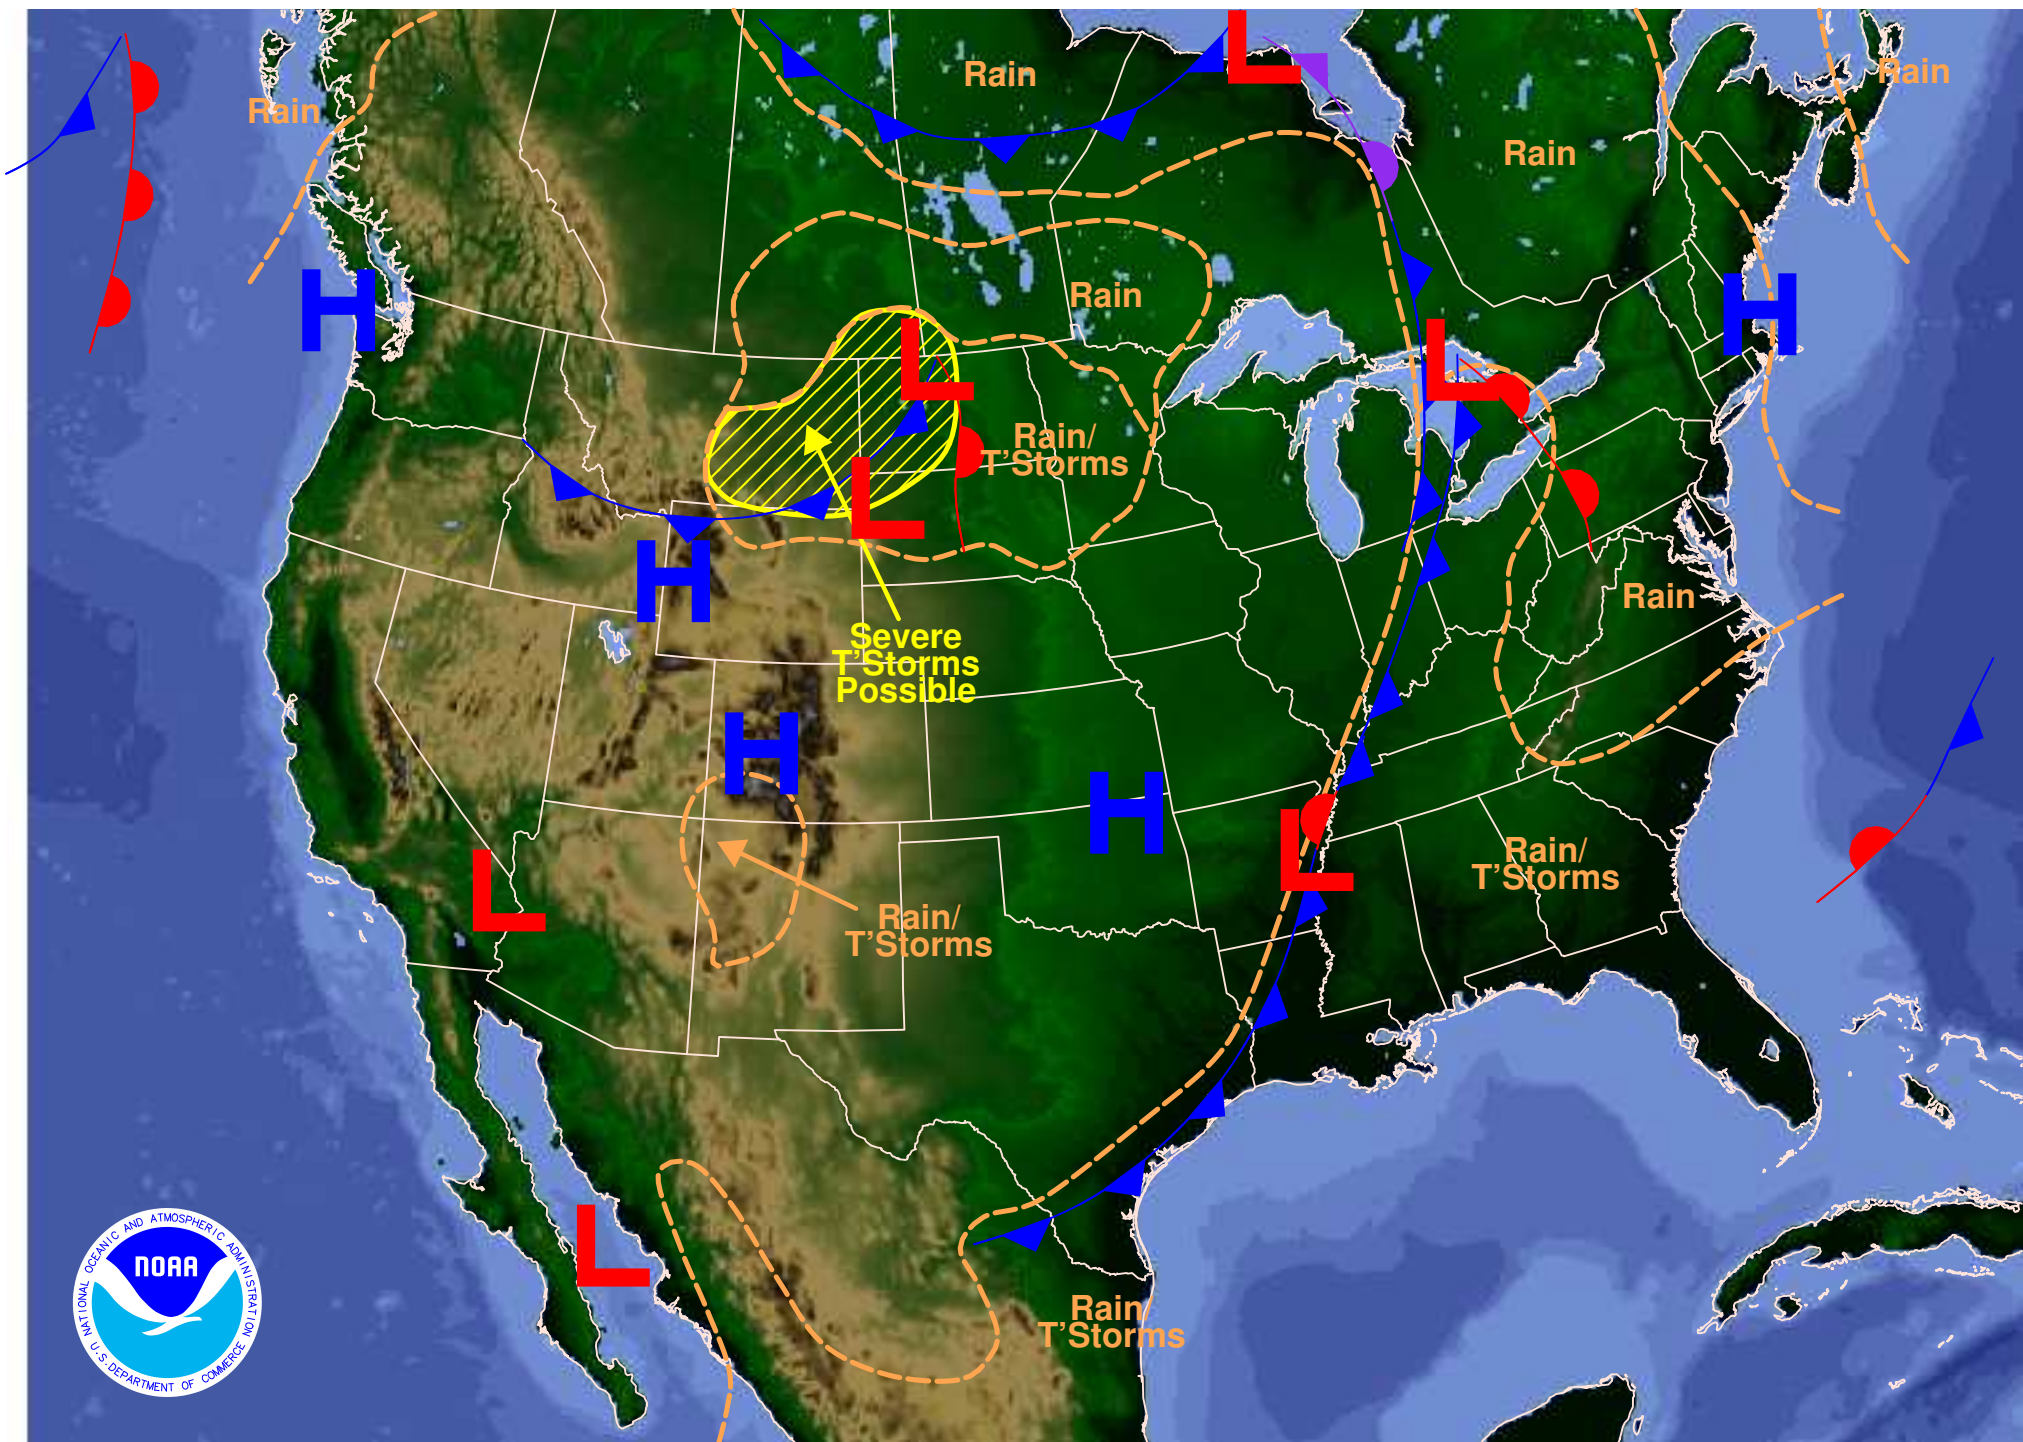 Rain
Rain
Rain
Rain
Rain
Rain/
T'Storms
Rain
Severe
T'Storms
Possible
Rain/
T'Storms
Rain/
T'Storms
Rain/
T'Storms
H
H
H
H
H
L
L
L
L
L
L
L
NATIONAL OCEANIC AND ATMOSPHERIC ADMINISTRATION
NOAA
U.S. DEPARTMENT OF COMMERCE